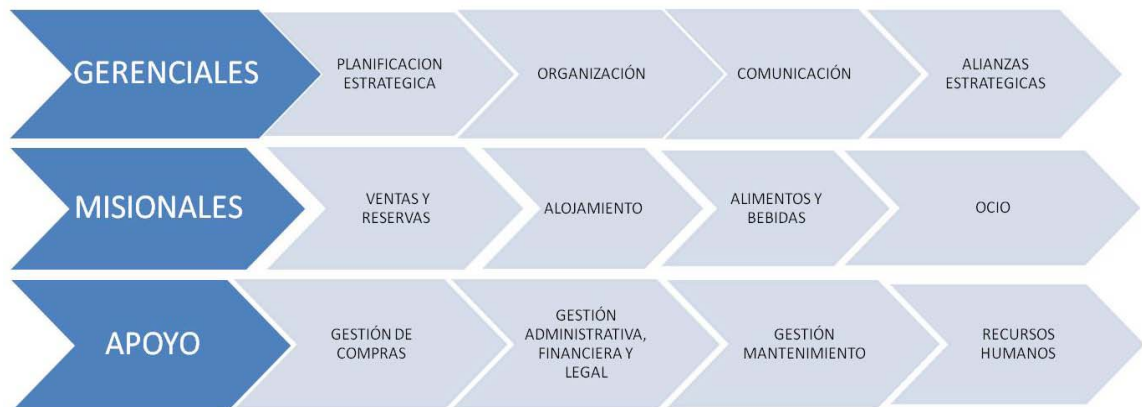 GERENCIALES
PLANIFICACION
ESTRATEGICA
ORGANIZACIÓN
COMUNICACIÓN
ALIANZAS
ESTRATEGICAS
MISIONALES
VENTAS Y
RESERVAS
ALOJAMIENTO
ALIMENTOS Y
BEBIDAS
OCIO
APOYO
GESTIÓN DE
COMPRAS
GESTIÓN
ADMINISTRATIVA,
FINANCIERA Y
LEGAL
GESTIÓN
MANTENIMIENTO
RECURSOS
HUMANOS